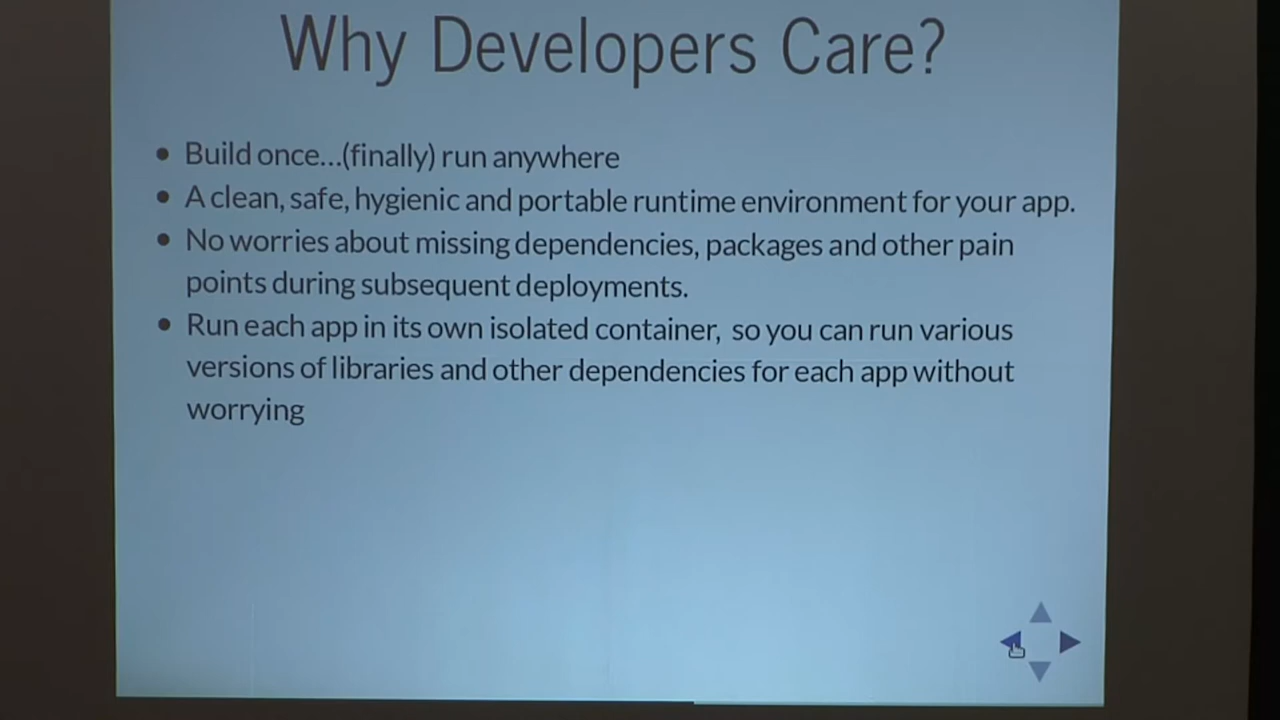 Why Developers Care?
• Build once...(finally) run anywhere
• A clean, safe, hygienic and portable runtime environment for your app.
• No worries about missing dependencies, packages and other pain
points during subsequent deployments.
• Run each app in its own isolated container, so you can run various
versions of libraries and other dependencies for each app without
worrying